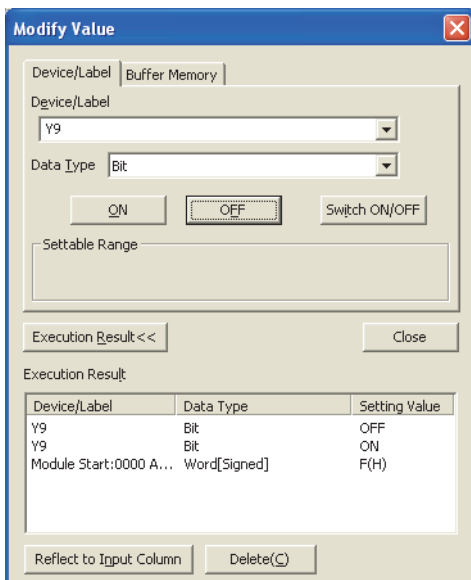 Modify Value
Device/Label Buffer Memory
Device/Label
Y9
Data Type Bit
ON OFF Switch ON/OFF
Settable Range
Execution Result<< Close
Execution Result
Device/Label Data Type Setting Value
Y9 Bit OFF
Y9 Bit ON
Module Start:0000 A... Word[Signed] F(H)
Reflect to Input Column Delete(C)